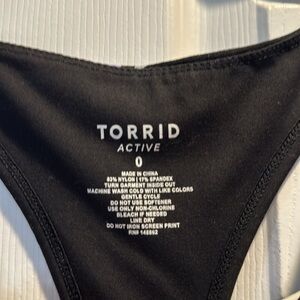 TORRID
ACTIVE
0
MADE IN CHINA
83% NYLON | 17% SPANDEX
TURN GARMENT INSIDE OUT
MACHINE WASH COLD WITH LIKE COLORS
GENTLE CYCLE
DO NOT USE SOFTENER
USE ONLY NON-CHLORINE
BLEACH IF NEEDED
LINE DRY
DO NOT IRON SCREEN PRINT